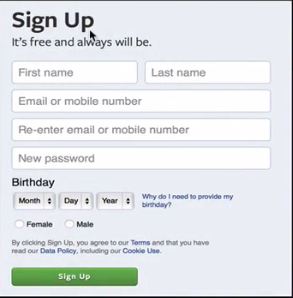 Sign Up
It's free and always will be.
First name Last name
Email or mobile number
Re-enter email or mobile number
New password
Birthday
Month Day Year Why do I need to provide my
birthday?
Female Male
By clicking Sign Up, you agree to our Terms and that you have
read our Data Policy, including our Cookie Use.
Sign Up